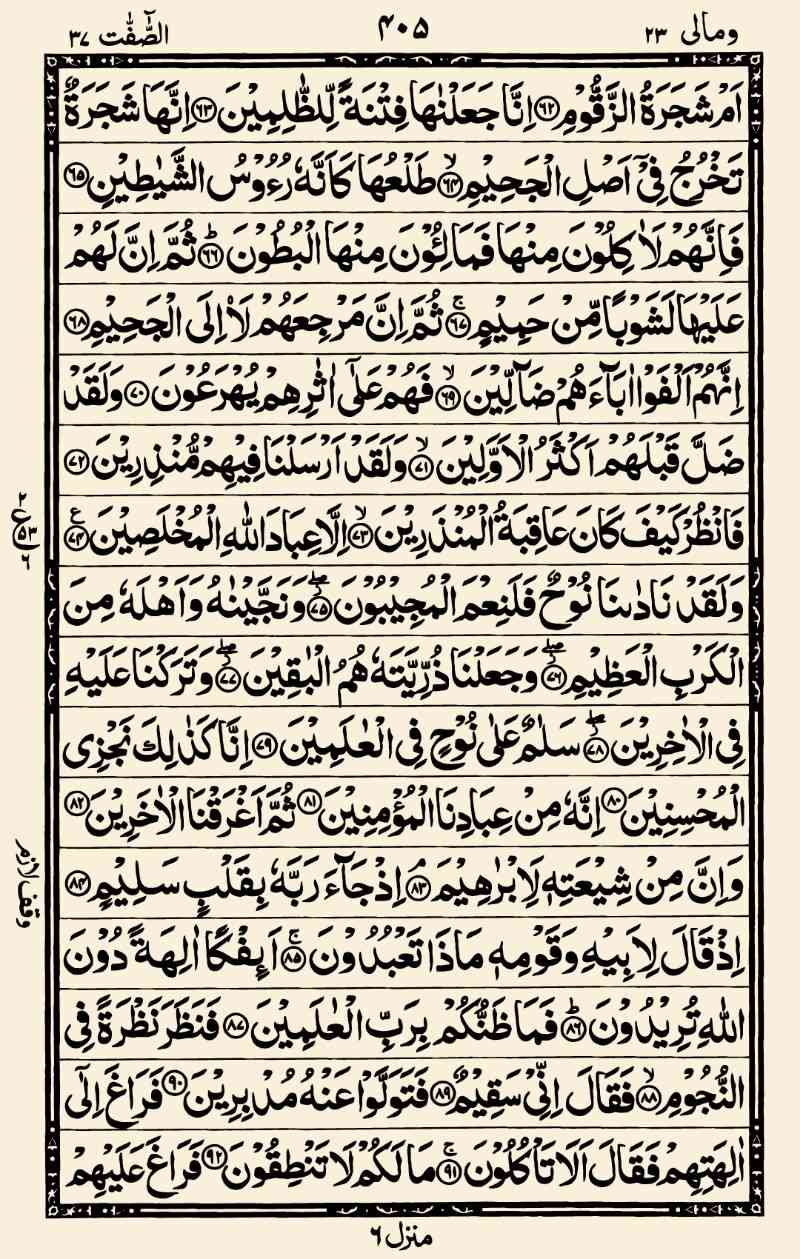 ومالی ۲۳
۴۰۵
الصّٰٓفّٰت ۳۷
اَمْ شَجَرَةُ الزَّقُّوْمِ ﴿۶۲﴾ اِنَّا جَعَلْنٰهَا فِتْنَةً لِّلظّٰلِمِيْنَ ﴿۶۳﴾ اِنَّهَا شَجَرَةٌ
تَخْرُجُ فِيْٓ اَصْلِ الْجَحِيْمِ ۙ﴿۶۴﴾ طَلْعُهَا كَاَنَّهٗ رُءُوْسُ الشَّيٰطِيْنِ ﴿۶۵﴾
فَاِنَّهُمْ لَاٰكِلُوْنَ مِنْهَا فَمَالِـُٔوْنَ مِنْهَا الْبُطُوْنَ ؕ﴿۶۶﴾ ثُمَّ اِنَّ لَهُمْ
عَلَيْهَا لَشَوْبًا مِّنْ حَمِيْمٍ ۚ﴿۶۷﴾ ثُمَّ اِنَّ مَرْجِعَهُمْ لَاۡاِلَى الْجَحِيْمِ ﴿۶۸﴾
اِنَّهُمْ اَلْفَوْا اٰبَآءَهُمْ ضَآلِّيْنَ ۙ﴿۶۹﴾ فَهُمْ عَلٰٓى اٰثٰرِهِمْ يُهْرَعُوْنَ ﴿۷۰﴾ وَلَقَدْ
ضَلَّ قَبْلَهُمْ اَكْثَرُ الْاَوَّلِيْنَ ۙ﴿۷۱﴾ وَلَقَدْ اَرْسَلْنَا فِيْهِمْ مُّنْذِرِيْنَ ﴿۷۲﴾
فَانْظُرْ كَيْفَ كَانَ عَاقِبَةُ الْمُنْذَرِيْنَ ۙ﴿۷۳﴾ اِلَّا عِبَادَ اللّٰهِ الْمُخْلَصِيْنَ ﴿۷۴﴾ ع
۲
ع
۵۳
۶
وَلَقَدْ نَادٰىنَا نُوْحٌ فَلَنِعْمَ الْمُجِيْبُوْنَ ۖ﴿۷۵﴾ وَنَجَّيْنٰهُ وَاَهْلَهٗ مِنَ
الْكَرْبِ الْعَظِيْمِ ۖ﴿۷۶﴾ وَجَعَلْنَا ذُرِّيَّتَهٗ هُمُ الْبٰقِيْنَ ۖ﴿۷۷﴾ وَتَرَكْنَا عَلَيْهِ
فِي الْاٰخِرِيْنَ ۖ﴿۷۸﴾ سَلٰمٌ عَلٰى نُوْحٍ فِي الْعٰلَمِيْنَ ﴿۷۹﴾ اِنَّا كَذٰلِكَ نَجْزِي
الْمُحْسِنِيْنَ ﴿۸۰﴾ اِنَّهٗ مِنْ عِبَادِنَا الْمُؤْمِنِيْنَ ﴿۸۱﴾ ثُمَّ اَغْرَقْنَا الْاٰخَرِيْنَ ﴿۸۲﴾
وَاِنَّ مِنْ شِيْعَتِهٖ لَاِبْرٰهِيْمَ ۘ﴿۸۳﴾ اِذْ جَآءَ رَبَّهٗ بِقَلْبٍ سَلِيْمٍ ﴿۸۴﴾
وقف لازم
اِذْ قَالَ لِاَبِيْهِ وَقَوْمِهٖ مَاذَا تَعْبُدُوْنَ ۚ﴿۸۵﴾ اَئِفْكًا اٰلِهَةً دُوْنَ
اللّٰهِ تُرِيْدُوْنَ ؕ﴿۸۶﴾ فَمَا ظَنُّكُمْ بِرَبِّ الْعٰلَمِيْنَ ﴿۸۷﴾ فَنَظَرَ نَظْرَةً فِي
النُّجُوْمِ ۙ﴿۸۸﴾ فَقَالَ اِنِّيْ سَقِيْمٌ ﴿۸۹﴾ فَتَوَلَّوْا عَنْهُ مُدْبِرِيْنَ ﴿۹۰﴾ فَرَاغَ اِلٰٓى
اٰلِهَتِهِمْ فَقَالَ اَلَا تَاْكُلُوْنَ ۚ﴿۹۱﴾ مَا لَكُمْ لَا تَنْطِقُوْنَ ﴿۹۲﴾ فَرَاغَ عَلَيْهِمْ
منزل ۶